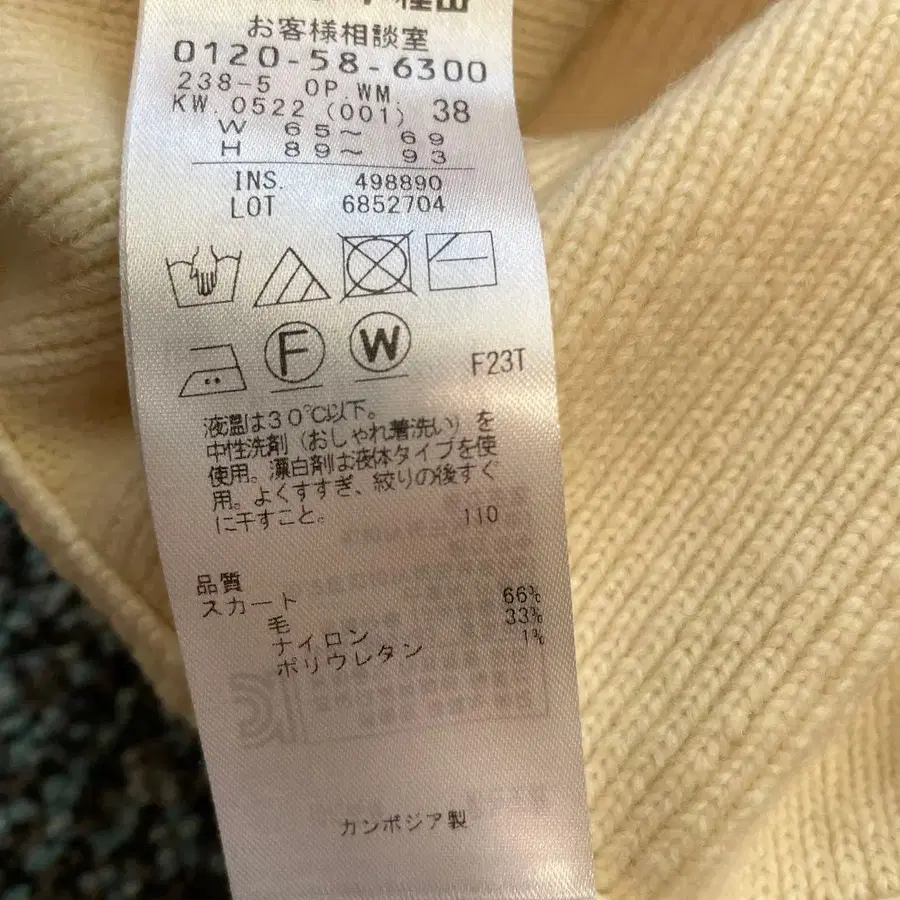 お客様相談室
0120-58-6300
238-5 OP.WM.
KW.0522 (001) 38
W 65～ 69
H 89～ 93
INS. 498890
LOT 6852704
F
W
F23T
液温は30℃以下。
中性洗剤（おしゃれ着洗い）を
使用。漂白剤は液体タイプを使
用。よくすすぎ、絞りの後すぐ
に干すこと。
110
品質
スカート
毛 66%
ナイロン 33%
ポリウレタン 1%
カンボジア製